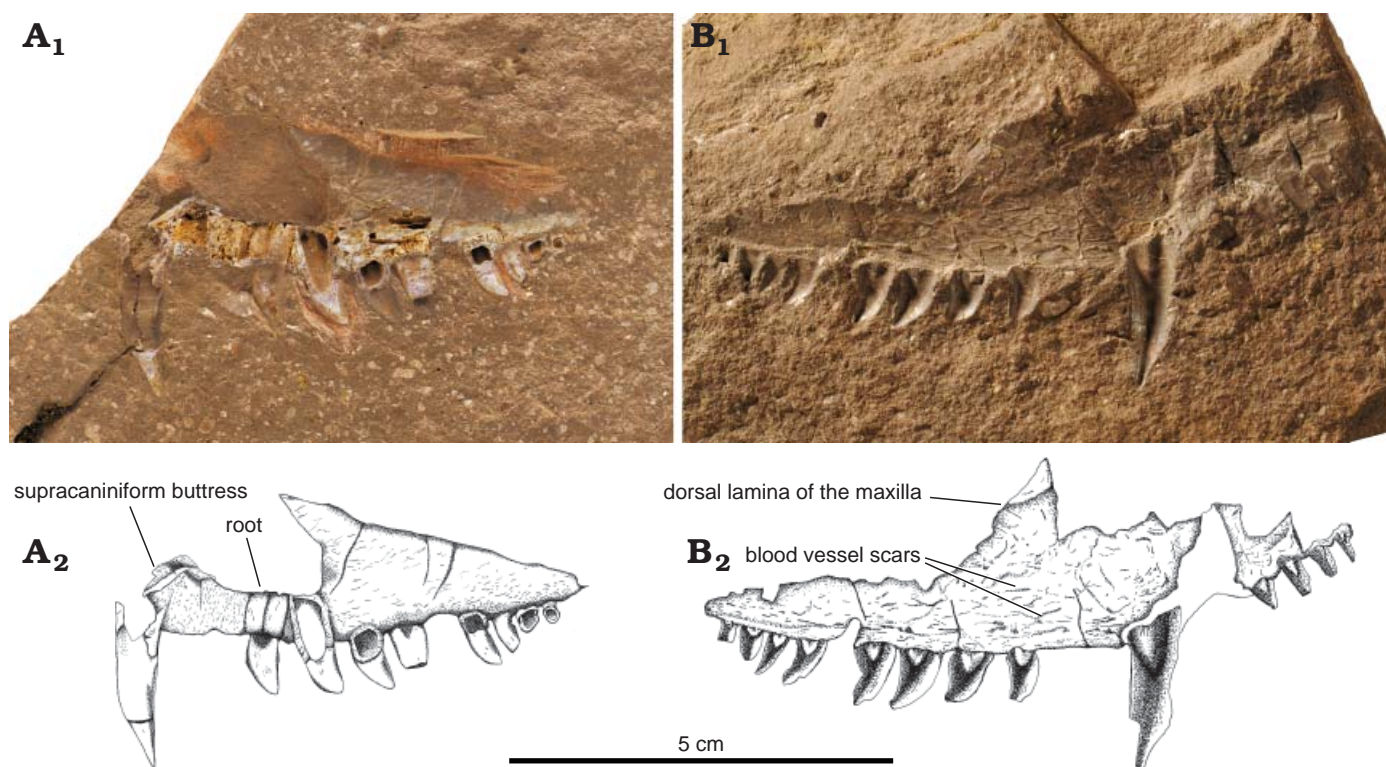 A1
B1
supracaniniform buttress
root
A2
dorsal lamina of the maxilla
B2
blood vessel scars
5 cm